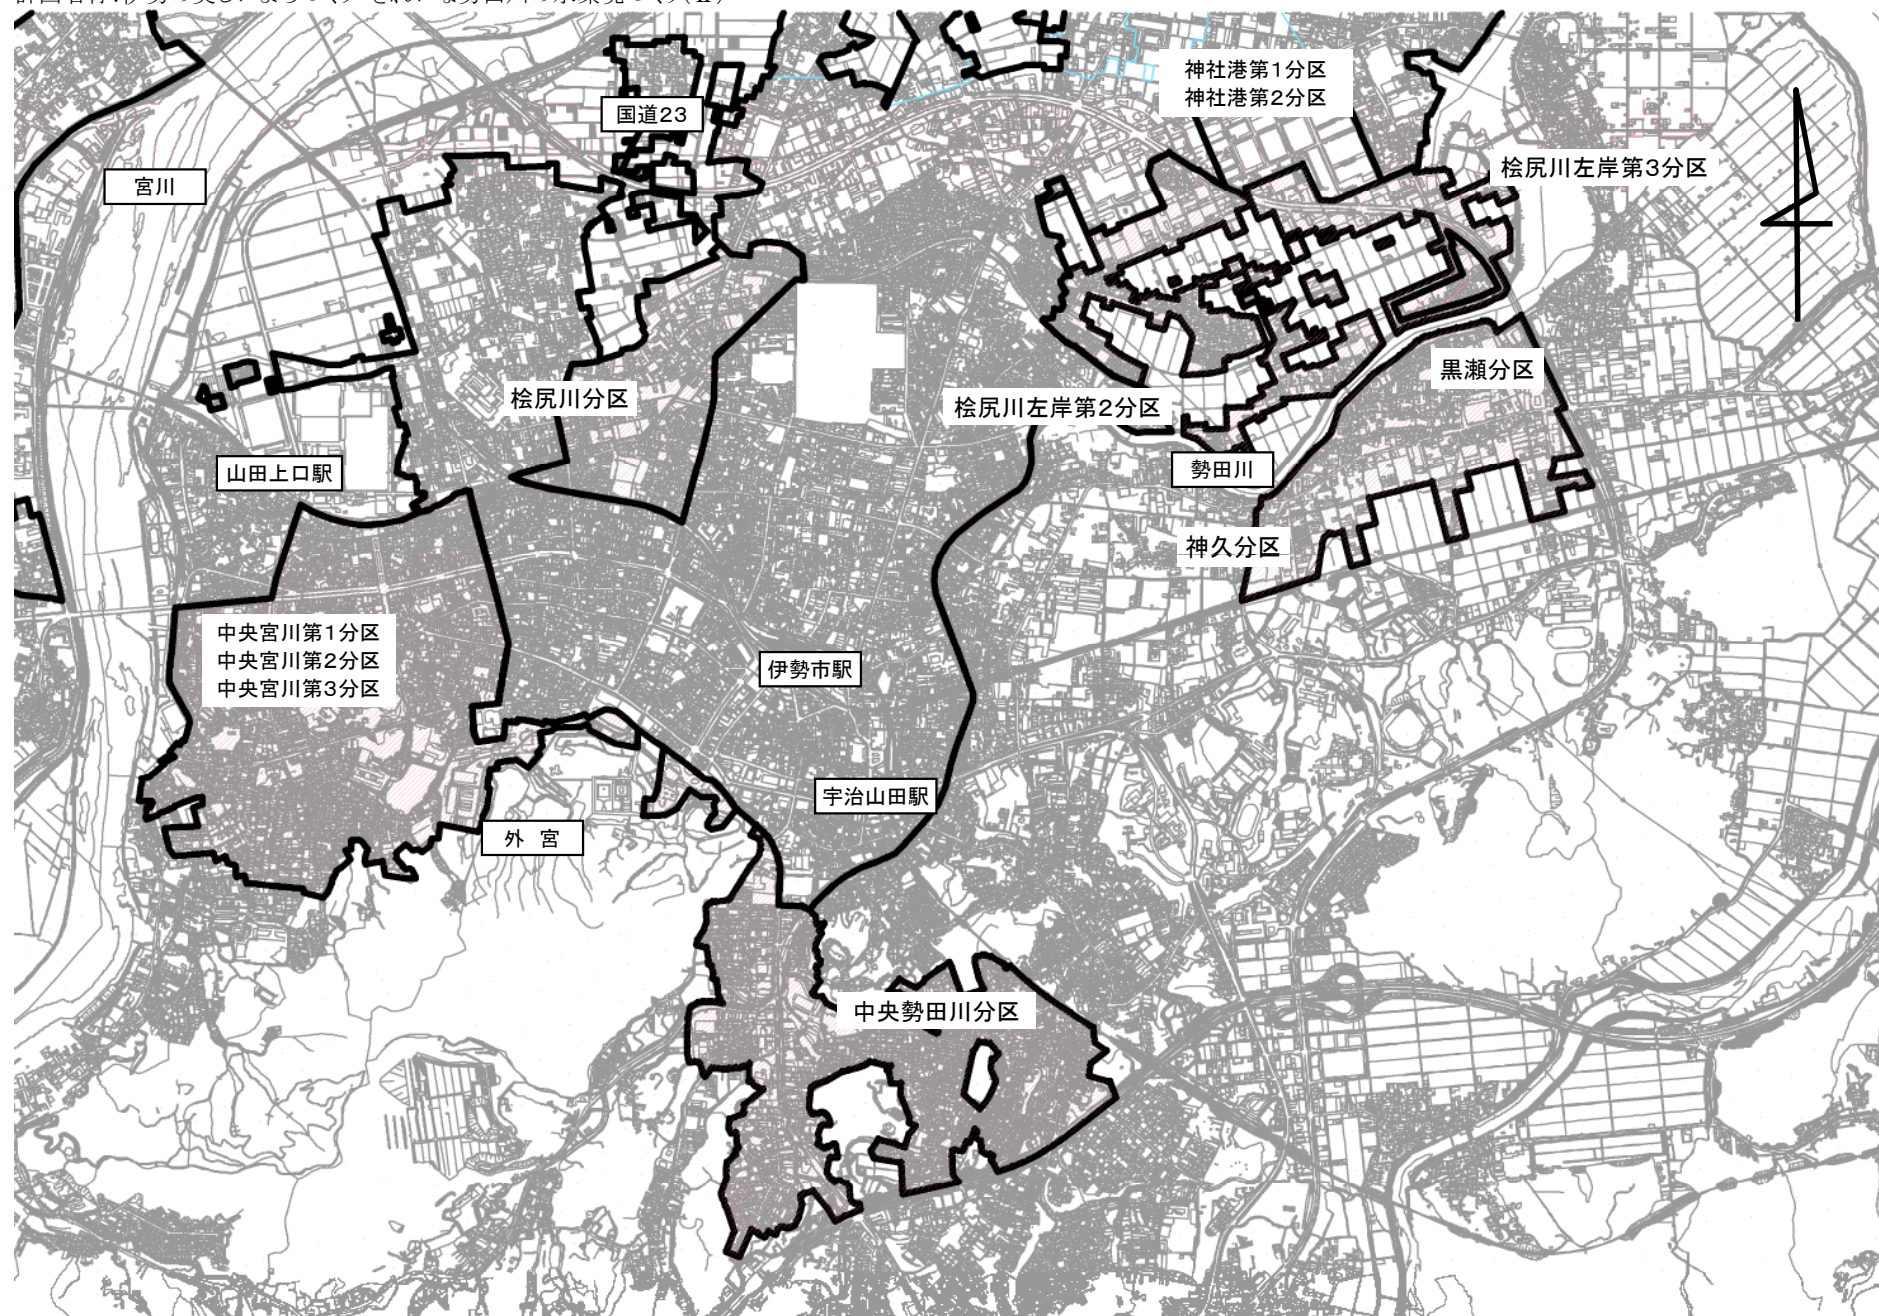 国道23
神社港第1分区
神社港第2分区
宮川
桧尻川左岸第3分区
黒瀬分区
桧尻川分区
桧尻川左岸第2分区
山田上口駅
勢田川
神久分区
中央宮川第1分区
中央宮川第2分区
中央宮川第3分区
伊勢市駅
宇治山田駅
外 宮
中央勢田川分区